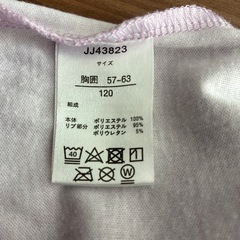 JJ43823
サイズ
胸囲 57-63
120
組成
本体 ポリエステル 100%
リブ部分 ポリエステル 95%
ポリウレタン 5%
40
W